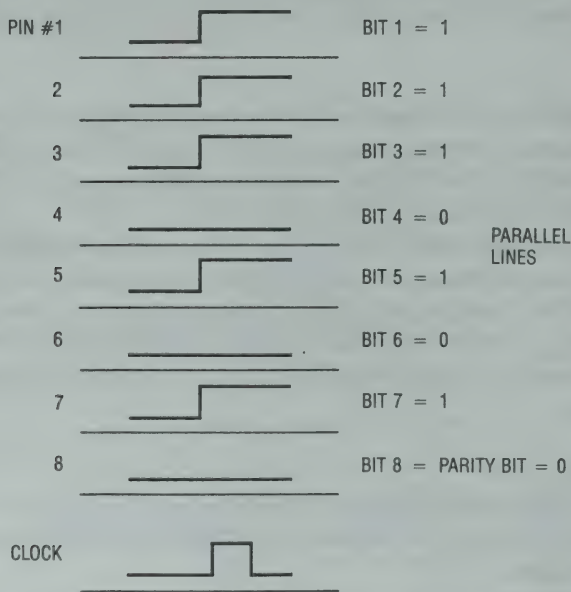 PIN #1 BIT 1 = 1
2 BIT 2 = 1
3 BIT 3 = 1
4 BIT 4 = 0
PARALLEL
LINES
5 BIT 5 = 1
6 BIT 6 = 0
7 BIT 7 = 1
8 BIT 8 = PARITY BIT = 0
CLOCK